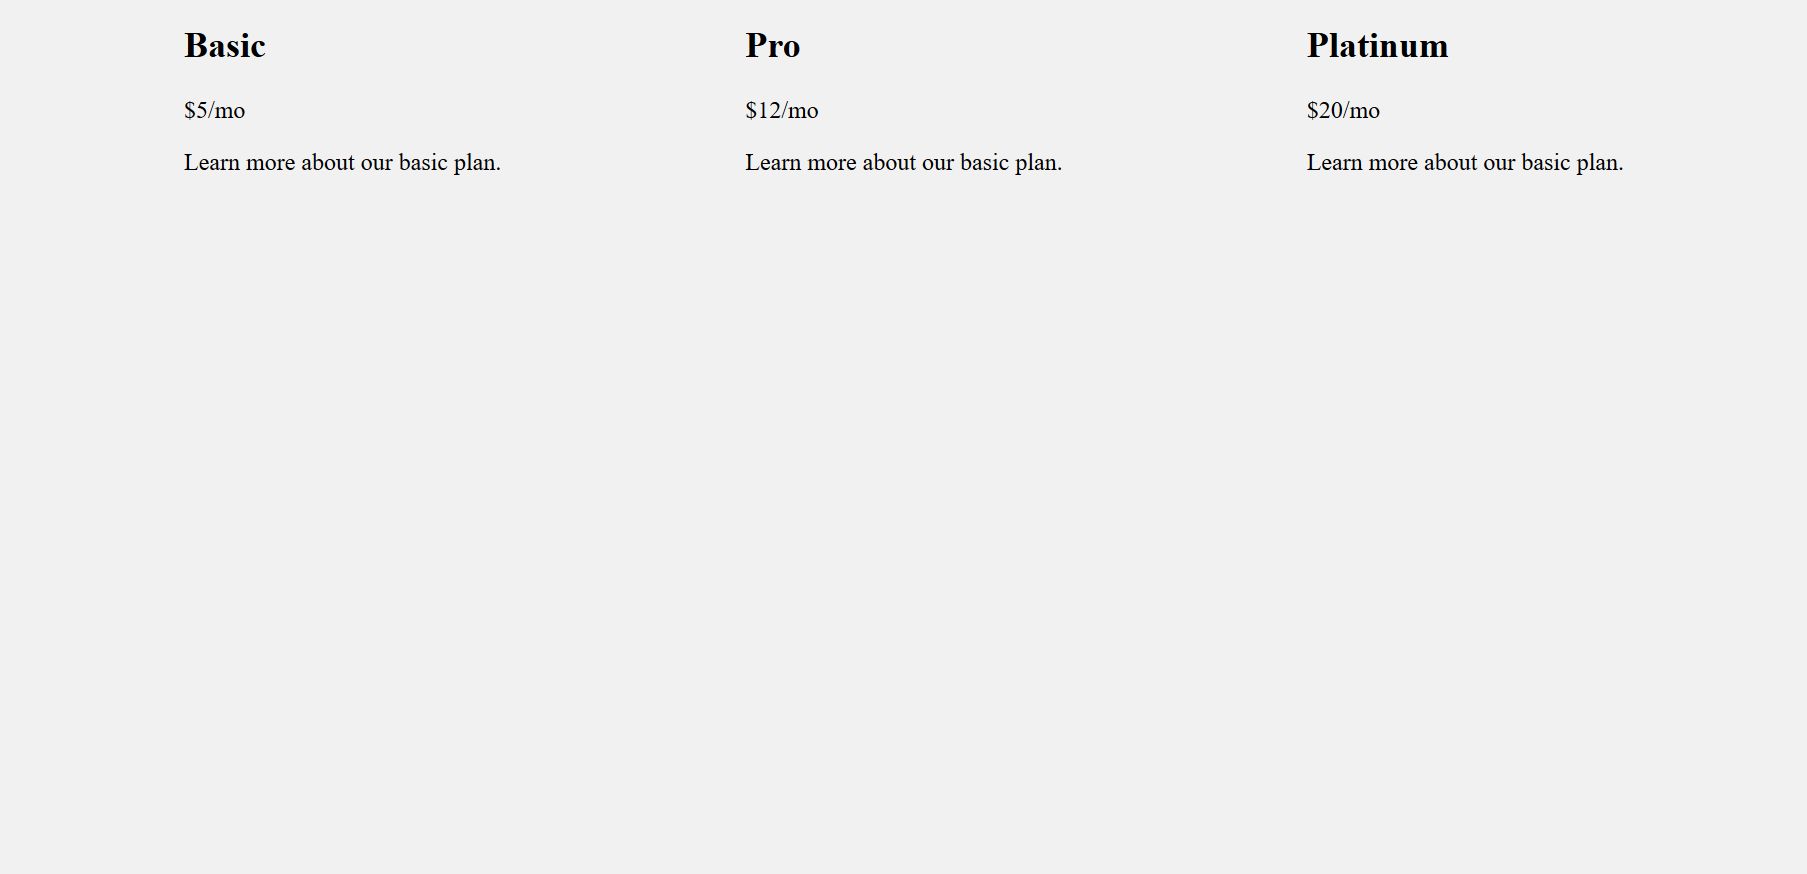 Basic
$5/mo
Learn more about our basic plan.
Pro
$12/mo
Learn more about our basic plan.
Platinum
$20/mo
Learn more about our basic plan.